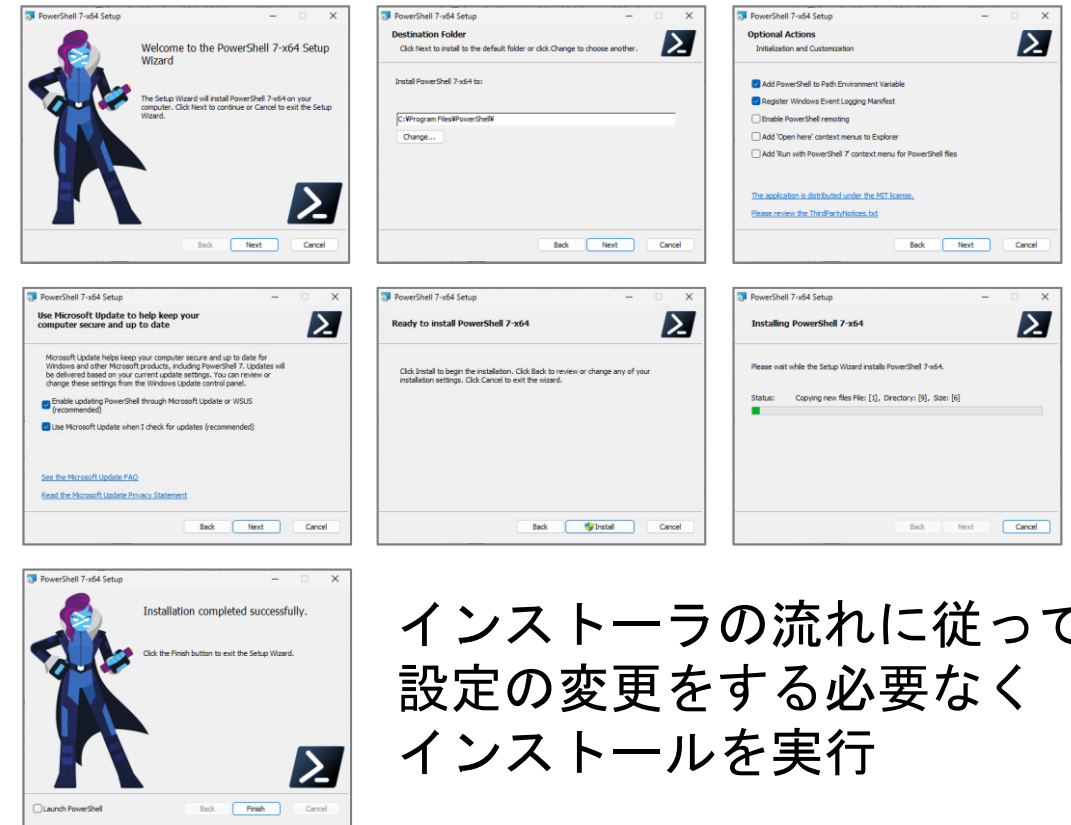 PowerShell 7-x64 Setup
Welcome to the PowerShell 7-x64 Setup
Wizard
The Setup Wizard will install PowerShell 7-x64 on your
computer. Click Next to continue or Cancel to exit the Setup
Wizard.
Back
Next
Cancel
PowerShell 7-x64 Setup
Destination Folder
Click Next to install to the default folder or click Change to choose another.
Install PowerShell 7-x64 to:
C:¥Program Files¥PowerShell¥
Change...
Back
Next
Cancel
PowerShell 7-x64 Setup
Optional Actions
Initialization and Customization
Add PowerShell to Path Environment Variable
Register Windows Event Logging Manifest
Enable PowerShell remoting
Add 'Open here' context menus to Explorer
Add 'Run with PowerShell 7' context menu for PowerShell files
The application is distributed under the MIT license.
Please review the ThirdPartyNotices.txt
Back
Next
Cancel
PowerShell 7-x64 Setup
Use Microsoft Update to help keep your
computer secure and up to date
Microsoft Update helps keep your computer secure and up to date for
Windows and other Microsoft products, including PowerShell 7. Updates will
be delivered based on your current update settings. You can review or
change these settings from the Windows Update control panel.
Enable updating PowerShell through Microsoft Update or WSUS
(recommended)
Use Microsoft Update when I check for updates (recommended)
See the Microsoft Update FAQ
Read the Microsoft Update Privacy Statement
Back
Next
Cancel
PowerShell 7-x64 Setup
Ready to install PowerShell 7-x64
Click Install to begin the installation. Click Back to review or change any of your
installation settings. Click Cancel to exit the wizard.
Back
Install
Cancel
PowerShell 7-x64 Setup
Installing PowerShell 7-x64
Please wait while the Setup Wizard installs PowerShell 7-x64.
Status: Copying new files File: [1], Directory: [9], Size: [6]
Back
Next
Cancel
PowerShell 7-x64 Setup
Installation completed successfully.
Click the Finish button to exit the Setup Wizard.
Launch PowerShell
Back
Finish
Cancel
インストーラの流れに従って
設定の変更をする必要なく
インストールを実行